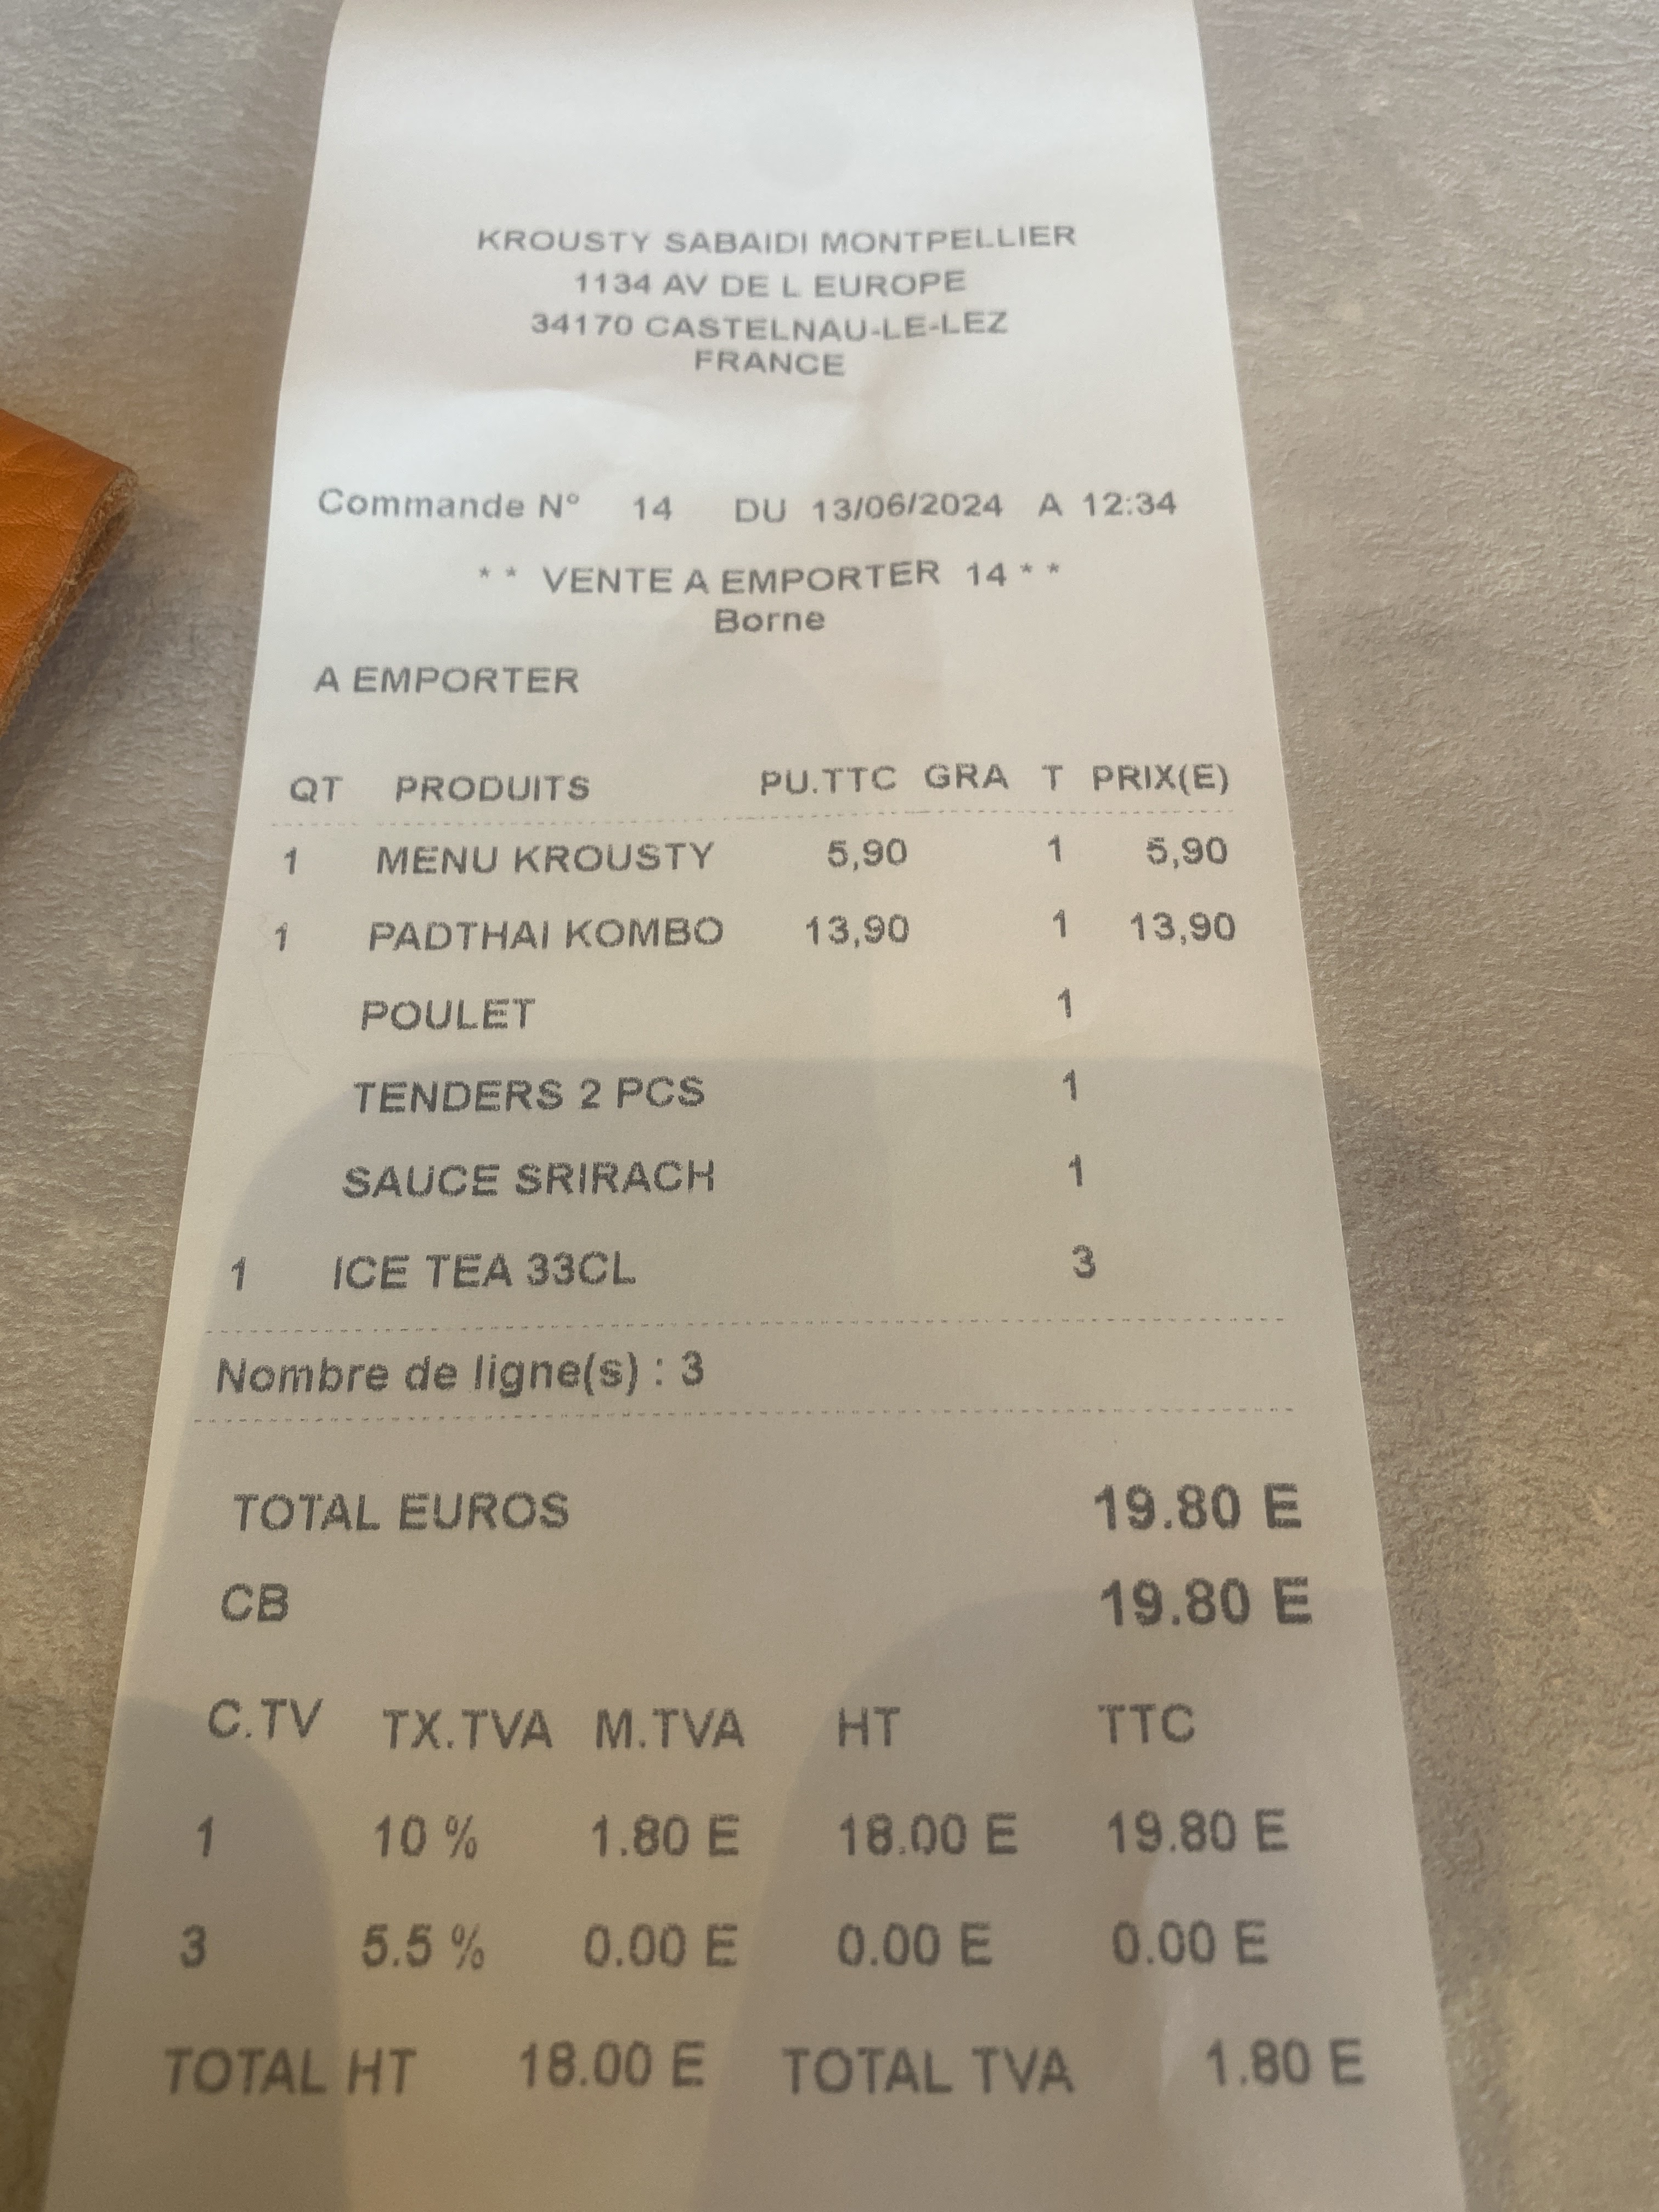 KROUSTY SABAIDI MONTPELLIER
1134 AV DE L EUROPE
34170 CASTELNAU-LE-LEZ
FRANCE
Commande N° 14 DU 13/06/2024 A 12:34
** VENTE A EMPORTER 14**
Borne
A EMPORTER
QT PRODUITS PU.TTC GRA T PRIX(E)
1 MENU KROUSTY 5,90 1 5,90
1 PADTHAI KOMBO 13,90 1 13,90
POULET 1
TENDERS 2 PCS 1
SAUCE SRIRACH 1
1 ICE TEA 33CL 3
Nombre de ligne(s) : 3
TOTAL EUROS 19.80 E
CB 19.80 E
C.TV TX.TVA M.TVA HT TTC
1 10 % 1.80 E 18.00 E 19.80 E
3 5.5 % 0.00 E 0.00 E 0.00 E
TOTAL HT 18.00 E TOTAL TVA 1.80 E